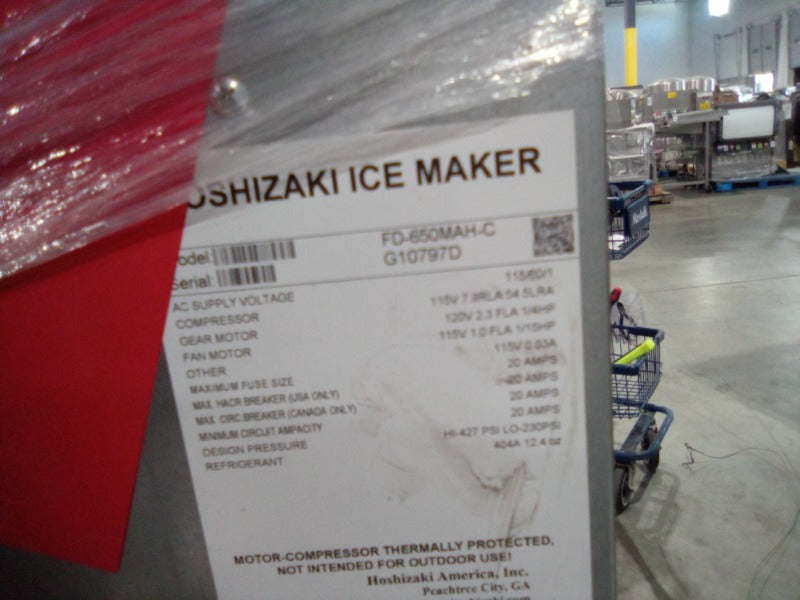 OSHIZAKI ICE MAKER
odel: FD-650MAH-C
Serial: G10797D
AC SUPPLY VOLTAGE 115/60/1
COMPRESSOR 115V 7.9RLA 54.5LRA
GEAR MOTOR 120V 2.3 FLA 1/4HP
FAN MOTOR 115V 1.0 FLA 1/15HP
OTHER 115V 0.03A
MAXIMUM FUSE SIZE 20 AMPS
MAX. HACR BREAKER (USA ONLY) 20 AMPS
MAX. CIRC BREAKER (CANADA ONLY) 20 AMPS
MINIMUM CIRCUIT AMPACITY 20 AMPS
DESIGN PRESSURE HI-427 PSI LO-230PSI
REFRIGERANT 404A 12.4 oz
MOTOR-COMPRESSOR THERMALLY PROTECTED,
NOT INTENDED FOR OUTDOOR USE!
Hoshizaki America, Inc.
Peachtree City, GA